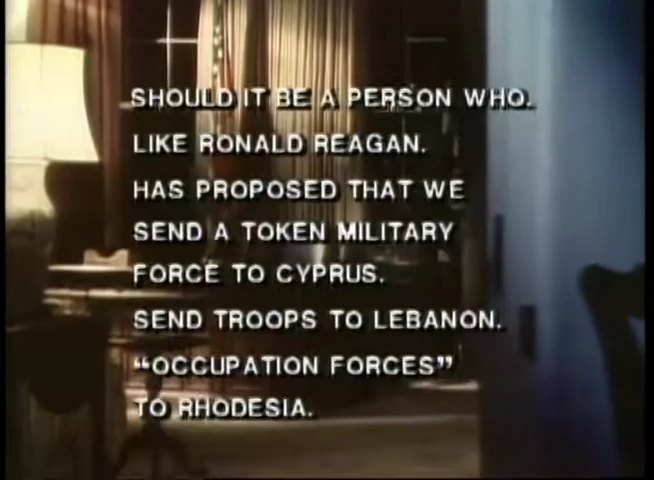 SHOULD IT BE A PERSON WHO.
LIKE RONALD REAGAN.
HAS PROPOSED THAT WE
SEND A TOKEN MILITARY
FORCE TO CYPRUS.
SEND TROOPS TO LEBANON.
“OCCUPATION FORCES”
TO RHODESIA.